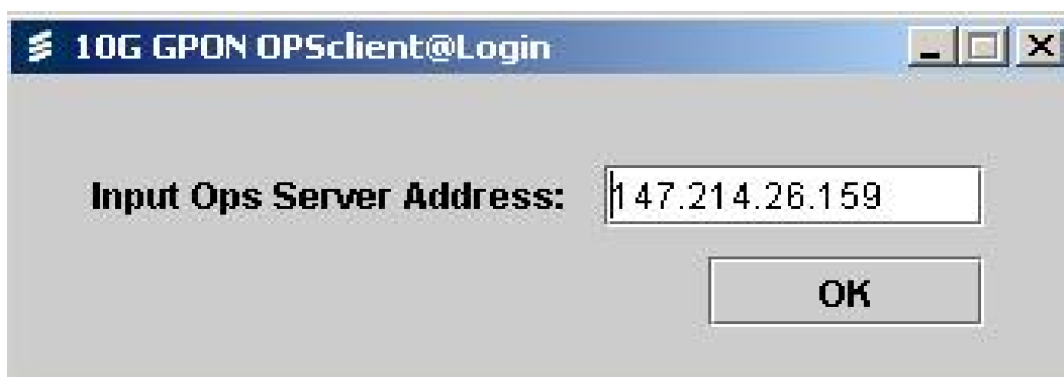 10G GPON OPSclient@Login
Input Ops Server Address: 147.214.26.159
OK